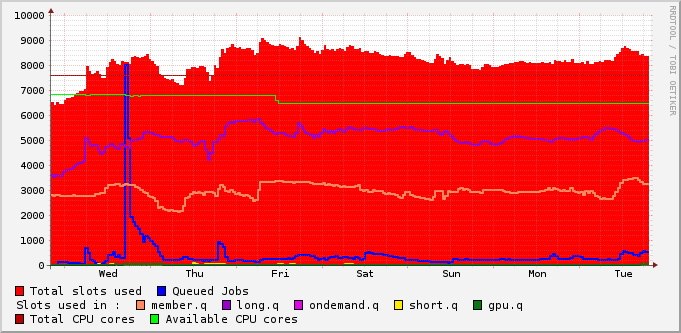 10000
9000
8000
7000
6000
5000
4000
3000
2000
1000
0
Wed Thu Fri Sat Sun Mon Tue
RRDTOOL / TOBI OETIKER
Total slots used Queued Jobs
Slots used in : member.q long.q ondemand.q short.q gpu.q
Total CPU cores Available CPU cores